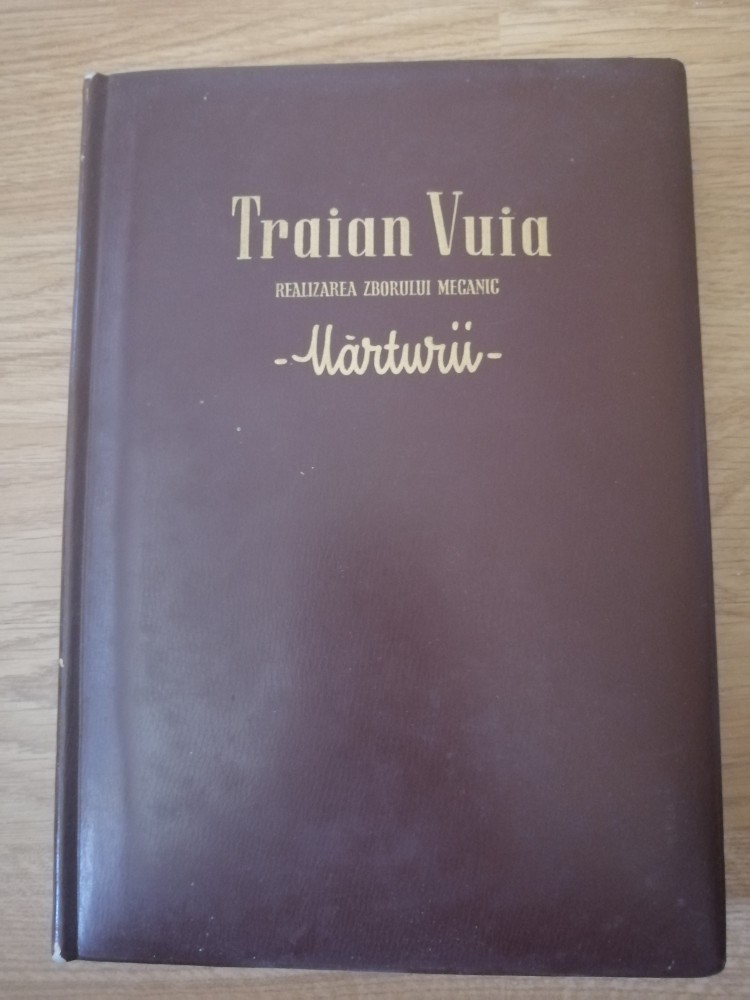 Traian Vuia
REALIZAREA ZBORULUI MECANIC
-Mărturii-